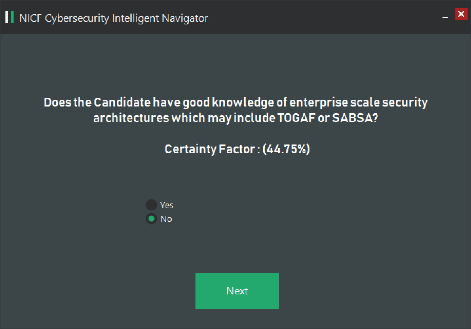 NICF Cybersecurity Intelligent Navigator
Does the Candidate have good knowledge of enterprise scale security
architectures which may include TOGAF or SABSA?
Certainty Factor : (44.75%)
Yes
No
Next